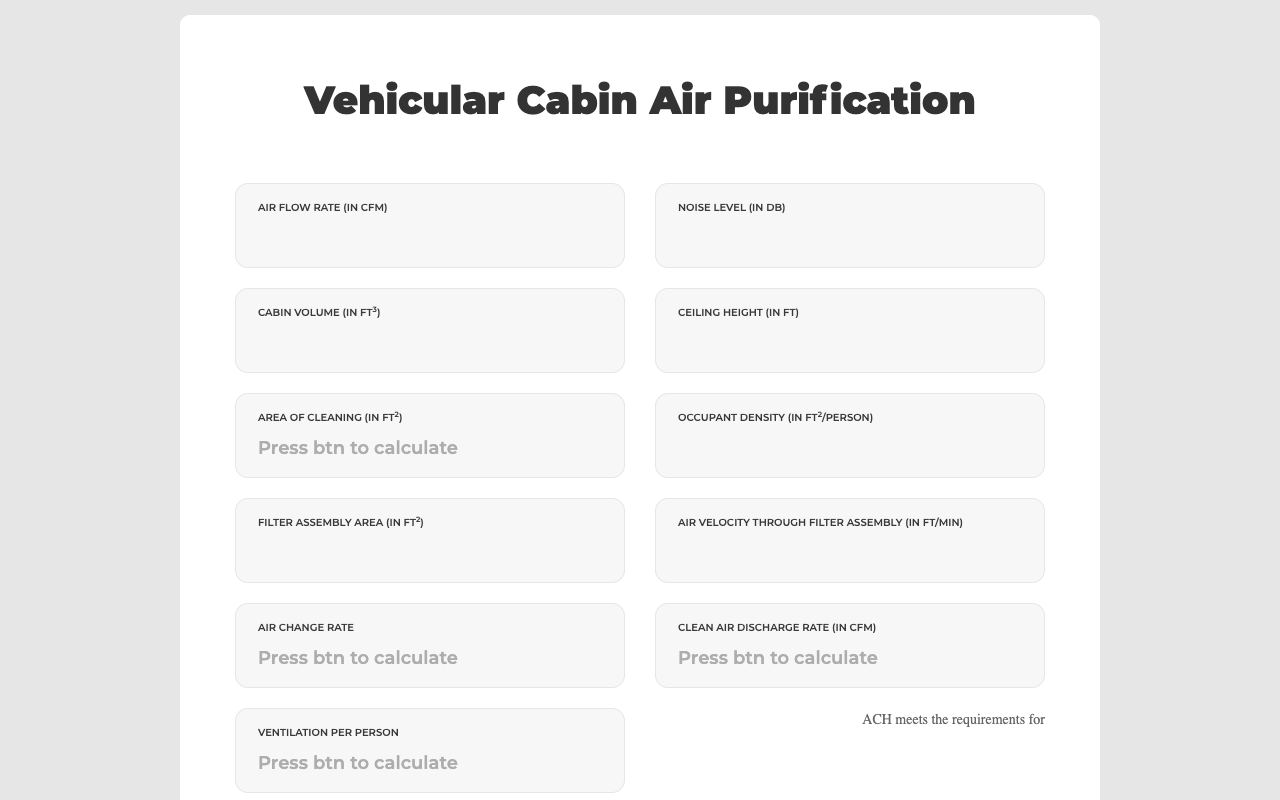 Vehicular Cabin Air Purification
AIR FLOW RATE (IN CFM)
NOISE LEVEL (IN DB)
CABIN VOLUME (IN FT³)
CEILING HEIGHT (IN FT)
AREA OF CLEANING (IN FT²)
Press btn to calculate
OCCUPANT DENSITY (IN FT²/PERSON)
FILTER ASSEMBLY AREA (IN FT²)
AIR VELOCITY THROUGH FILTER ASSEMBLY (IN FT/MIN)
AIR CHANGE RATE
Press btn to calculate
CLEAN AIR DISCHARGE RATE (IN CFM)
Press btn to calculate
VENTILATION PER PERSON
Press btn to calculate
ACH meets the requirements for